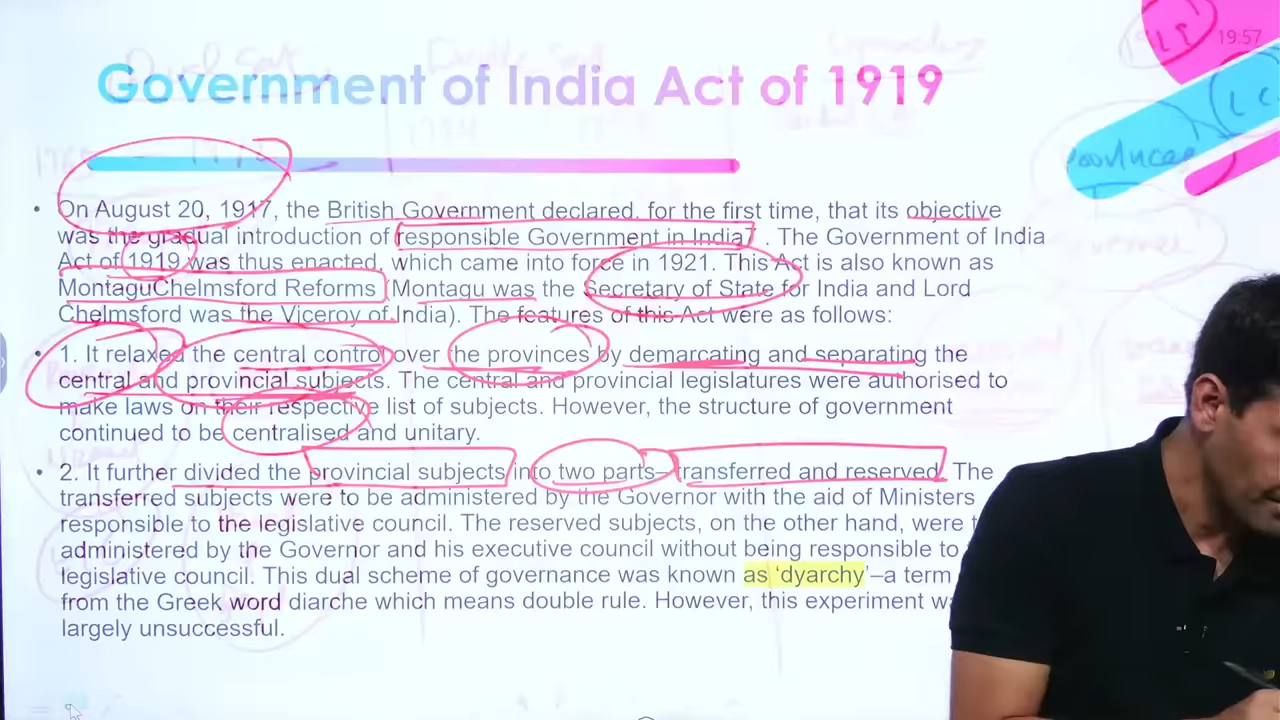 19:57
Government of India Act of 1919
• On August 20, 1917, the British Government declared, for the first time, that its objective
was the gradual introduction of responsible Government in India7 . The Government of India
Act of 1919 was thus enacted, which came into force in 1921. This Act is also known as
MontaguChelmsford Reforms (Montagu was the Secretary of State for India and Lord
Chelmsford was the Viceroy of India). The features of this Act were as follows:
• 1. It relaxed the central control over the provinces by demarcating and separating the
central and provincial subjects. The central and provincial legislatures were authorised to
make laws on their respective list of subjects. However, the structure of government
continued to be centralised and unitary.
• 2. It further divided the provincial subjects into two parts–transferred and reserved. The
transferred subjects were to be administered by the Governor with the aid of Ministers
responsible to the legislative council. The reserved subjects, on the other hand, were
administered by the Governor and his executive council without being responsible to
legislative council. This dual scheme of governance was known as ‘dyarchy’–a term
from the Greek word diarche which means double rule. However, this experiment
largely unsuccessful.